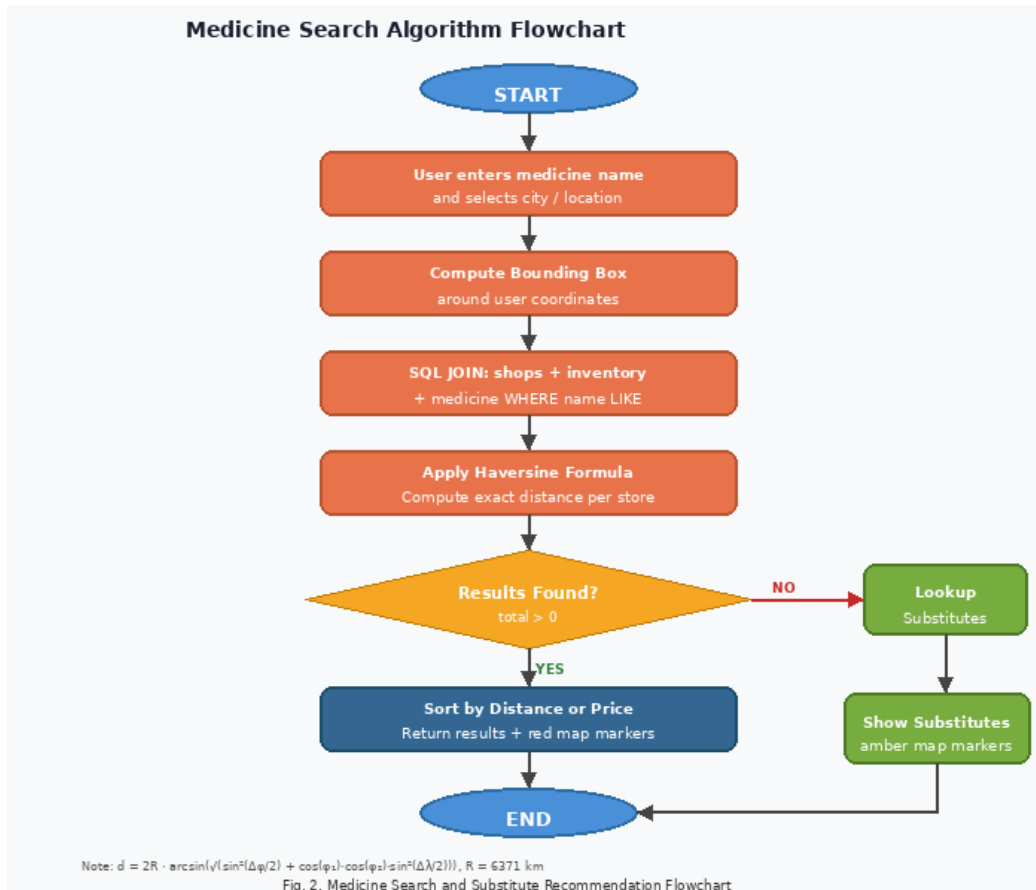 Medicine Search Algorithm Flowchart
START
User enters medicine name
and selects city / location
Compute Bounding Box
around user coordinates
SQL JOIN: shops + inventory
+ medicine WHERE name LIKE
Apply Haversine Formula
Compute exact distance per store
Results Found?
total > 0
NO
Lookup
Substitutes
YES
Sort by Distance or Price
Return results + red map markers
Show Substitutes
amber map markers
END
Note: d = 2R · arcsin(√(sin²(Δφ/2) + cos(φ₁)·cos(φ₂)·sin²(Δλ/2))), R = 6371 km
Fig. 2. Medicine Search and Substitute Recommendation Flowchart